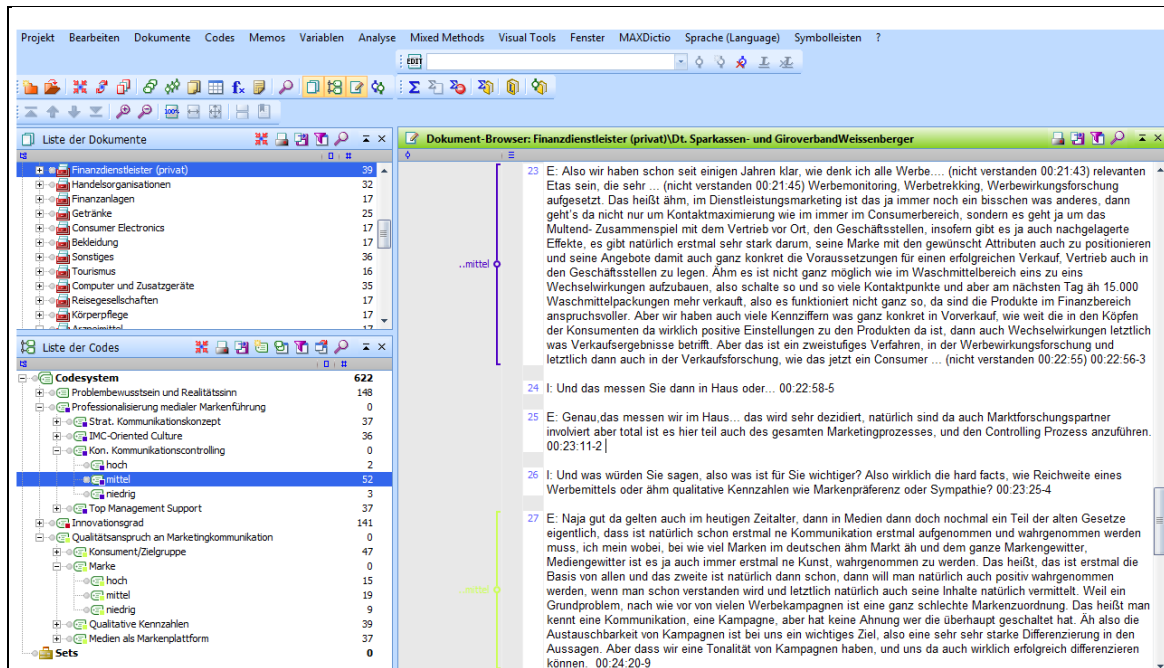 Projekt Bearbeiten Dokumente Codes Memos Variablen Analyse Mixed Methods Visual Tools Fenster MAXDictio Sprache (Language) Symbolleisten ?
EDIT
Liste der Dokumente
Finanzdienstleister (privat) 39
Handelsorganisationen 32
Finanzanlagen 17
Getränke 25
Consumer Electronics 17
Bekleidung 17
Sonstiges 36
Tourismus 16
Computer und Zusatzgeräte 35
Reisegesellschaften 17
Körperpflege 17
Arzneimittel 17
Liste der Codes
Codesystem 622
Problembewusstsein und Realitätssinn 148
Professionalisierung medialer Markenführung 0
Strat. Kommunikationskonzept 37
IMC-Oriented Culture 36
Kon. Kommunikationscontrolling 0
hoch 2
mittel 52
niedrig 3
Top Management Support 37
Innovationsgrad 141
Qualitätsanspruch an Marketingkommunikation 0
Konsument/Zielgruppe 47
Marke 0
hoch 15
mittel 19
niedrig 9
Qualitative Kennzahlen 39
Medien als Markenplattform 37
Sets 0
Dokument-Browser: Finanzdienstleister (privat)\Dt. Sparkassen- und GiroverbandWeissenberger
23 E: Also wir haben schon seit einigen Jahren klar, wie denk ich alle Werbe.... (nicht verstanden 00:21:43) relevanten
Etas sein, die sehr ... (nicht verstanden 00:21:45) Werbemonitoring, Werbetrekking, Werbewirkungsforschung
aufgesetzt. Das heißt ähm, im Dienstleistungsmarketing ist das ja immer noch ein bisschen was anderes, dann
geht's da nicht nur um Kontaktmaximierung wie im immer im Consumerbereich, sondern es geht ja um das
Multend- Zusammenspiel mit dem Vertrieb vor Ort, den Geschäftsstellen, insofern gibt es ja auch nachgelagerte
Effekte, es gibt natürlich erstmal sehr stark darum, seine Marke mit den gewünscht Attributen auch zu positionieren
und seine Angebote damit auch ganz konkret die Voraussetzungen für einen erfolgreichen Verkauf, Vertrieb auch in
..mittel
den Geschäftsstellen zu legen. Ähm es ist nicht ganz möglich wie im Waschmittelbereich eins zu eins
Wechselwirkungen aufzubauen, also schalte so und so viele Kontaktpunkte und aber am nächsten Tag äh 15.000
Waschmittelpackungen mehr verkauft, also es funktioniert nicht ganz so, da sind die Produkte im Finanzbereich
anspruchsvoller. Aber wir haben auch viele Kennziffern was ganz konkret in Vorverkauf, wie weit die in den Köpfen
der Konsumenten da wirklich positive Einstellungen zu den Produkten da ist, dann auch Wechselwirkungen letztlich
was Verkaufsergebnisse betrifft. Aber das ist ein zweistufiges Verfahren, in der Werbewirkungsforschung und
letztlich dann auch in der Verkaufsforschung, wie das jetzt ein Consumer ... (nicht verstanden 00:22:55) 00:22:56-3
24 I: Und das messen Sie dann in Haus oder... 00:22:58-5
25 E: Genau,das messen wir im Haus... das wird sehr dezidiert, natürlich sind da auch Marktforschungspartner
involviert aber total ist es hier teil auch des gesamten Marketingprozesses, und den Controlling Prozess anzuführen.
00:23:11-2
26 I: Und was würden Sie sagen, also was ist für Sie wichtiger? Also wirklich die hard facts, wie Reichweite eines
Werbemittels oder ähm qualitative Kennzahlen wie Markenpräferenz oder Sympathie? 00:23:25-4
27 E: Naja gut da gelten auch im heutigen Zeitalter, dann in Medien dann doch nochmal ein Teil der alten Gesetze
eigentlich, dass ist natürlich schon erstmal ne Kommunikation erstmal aufgenommen und wahrgenommen werden
muss, ich mein wobei, bei wie viel Marken im deutschen ähm Markt äh und dem ganze Markengewitter,
Mediengewitter ist es ja auch immer erstmal ne Kunst, wahrgenommen zu werden. Das heißt, das ist erstmal die
..mittel
Basis von allen und das zweite ist natürlich dann schon, dann will man natürlich auch positiv wahrgenommen
werden, wenn man schon verstanden wird und letztlich natürlich auch seine Inhalte natürlich vermittelt. Weil ein
Grundproblem, nach wie vor von vielen Werbekampagnen ist eine ganz schlechte Markenzuordnung. Das heißt man
kennt eine Kommunikation, eine Kampagne, aber hat keine Ahnung wer die überhaupt geschaltet hat. Äh also die
Austauschbarkeit von Kampagnen ist bei uns ein wichtiges Ziel, also eine sehr sehr starke Differenzierung in den
Aussagen. Aber dass wir eine Tonalität von Kampagnen haben, und uns da auch wirklich erfolgreich differenzieren
können. 00:24:20-9